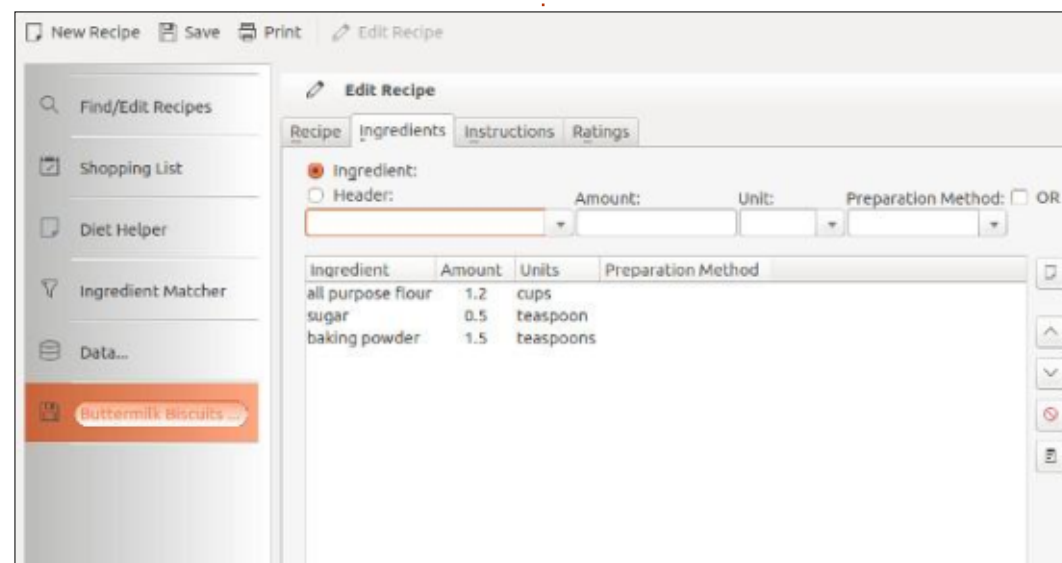 New Recipe Save Print Edit Recipe
Find/Edit Recipes
Shopping List
Diet Helper
Ingredient Matcher
Data...
Buttermilk Biscuits ...
Edit Recipe
Recipe Ingredients Instructions Ratings
Ingredient:
Header: Amount: Unit: Preparation Method: OR
Ingredient Amount Units Preparation Method
all purpose flour 1.2 cups
sugar 0.5 teaspoon
baking powder 1.5 teaspoons